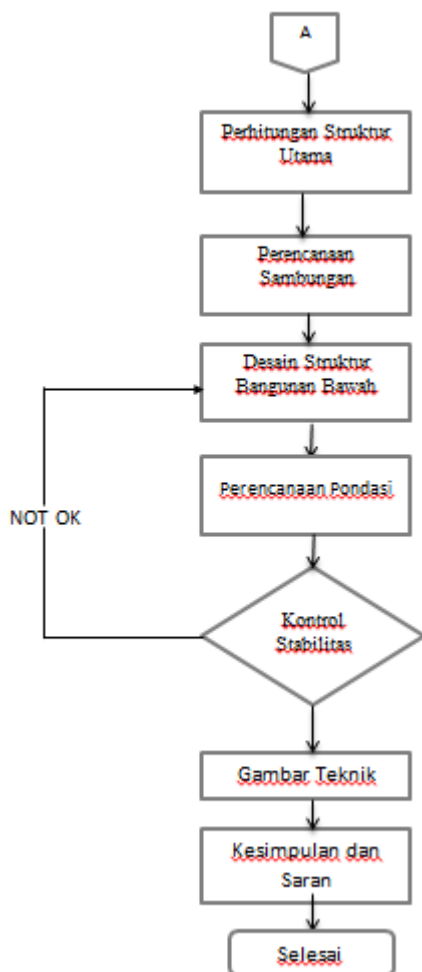 A
Perhitungan Struktur
Utama
Perencanaan
Sambungan
Desain Struktur
Bangunan Bawah
Perencanaan Pondasi
NOT OK
Kontrol
Stabilitas
Gambar Teknik
Kesimpulan dan
Saran
Selesai